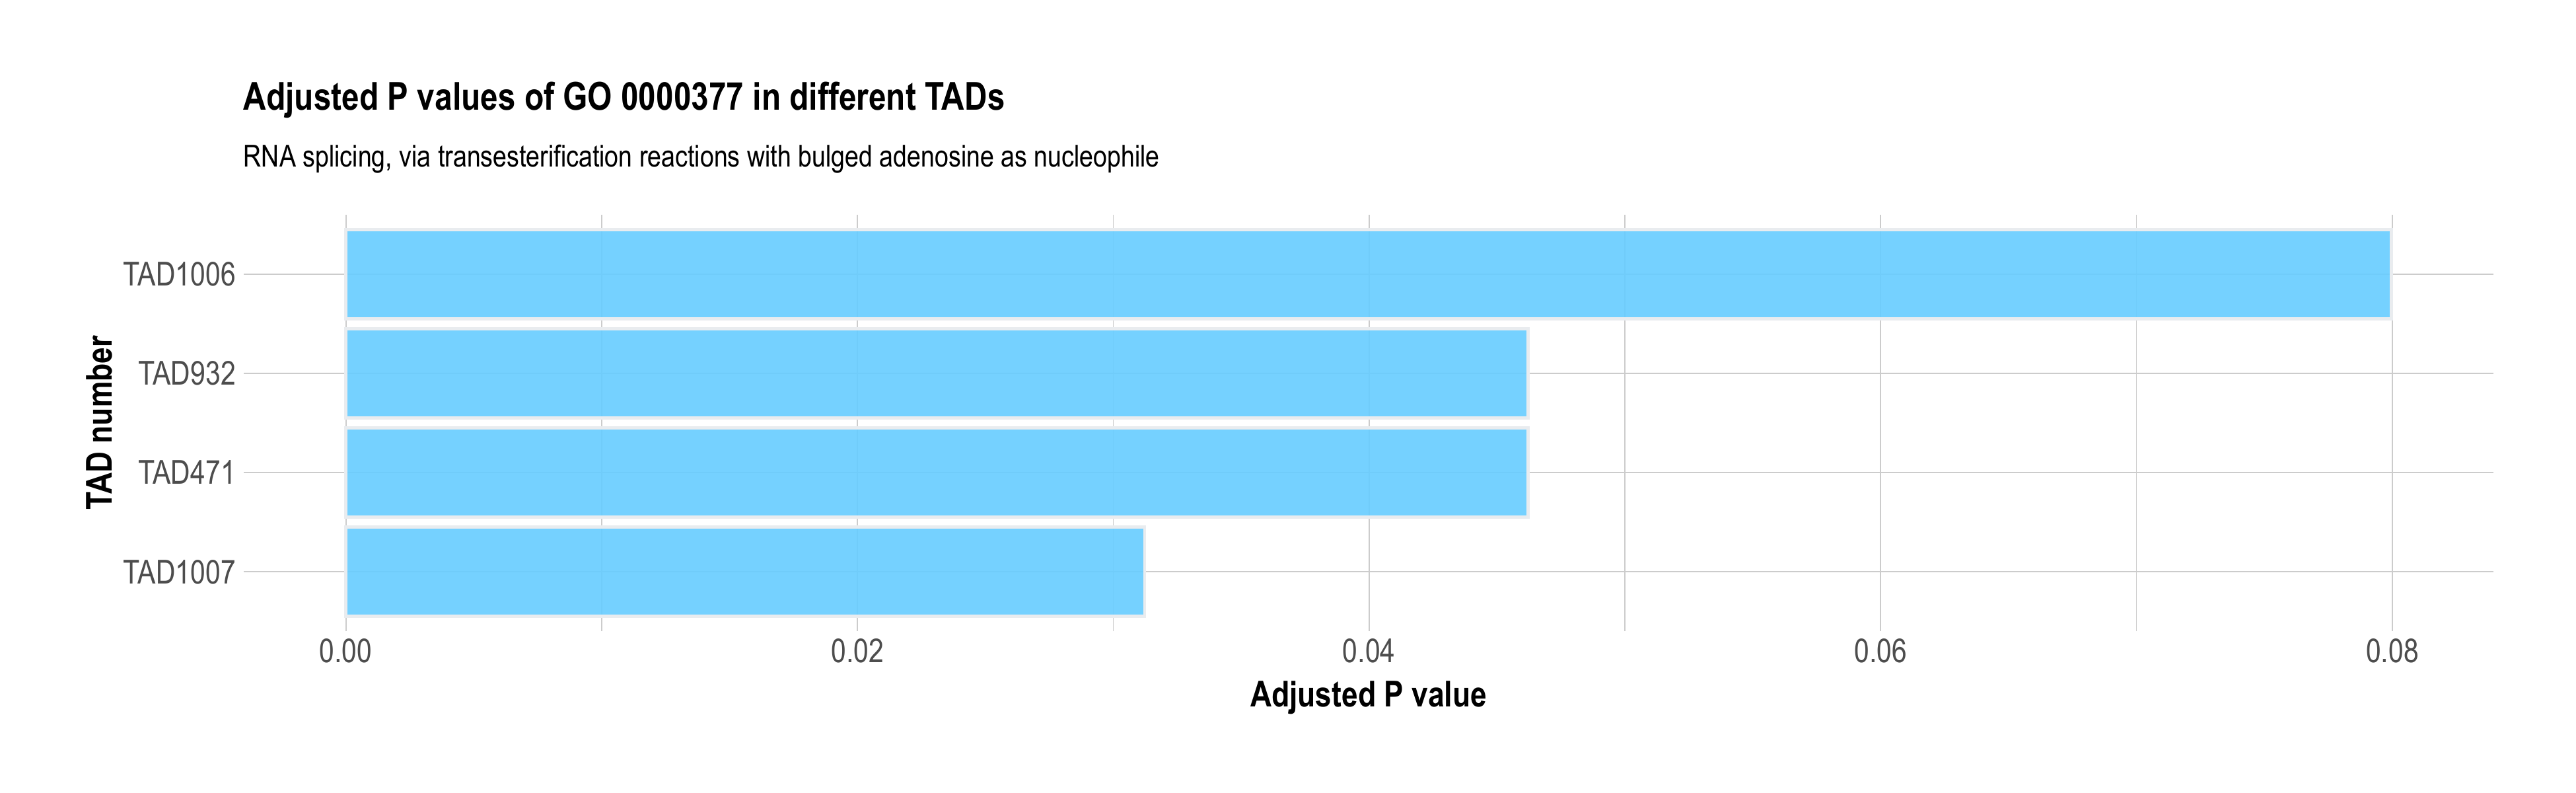 Adjusted P values of GO 0000377 in different TADs
RNA splicing, via transesterification reactions with bulged adenosine as nucleophile
TAD number
TAD1006
TAD932
TAD471
TAD1007
0.00 0.02 0.04 0.06 0.08
Adjusted P value